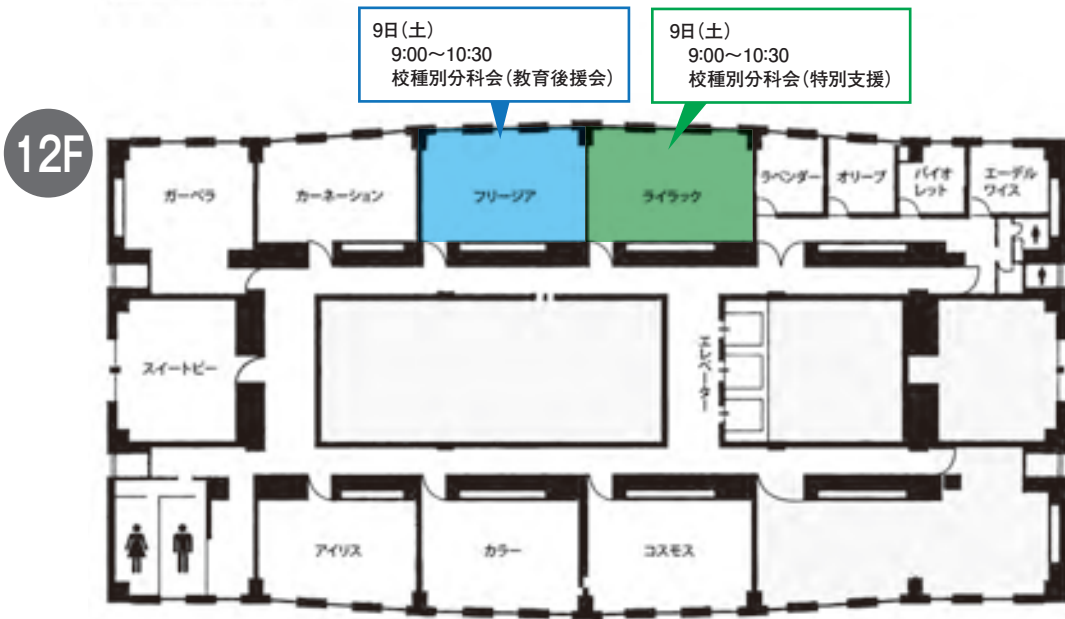 9日（土）
9:00～10:30
校種別分科会（教育後援会）
9日（土）
9:00～10:30
校種別分科会（特別支援）
12F
ガーベラ
カーネーション
フリージア
ライラック
ラベンダー
オリーブ
バイオ
レット
エーデル
ワイス
スイートピー
エレベーター
アイリス
カラー
コスモス